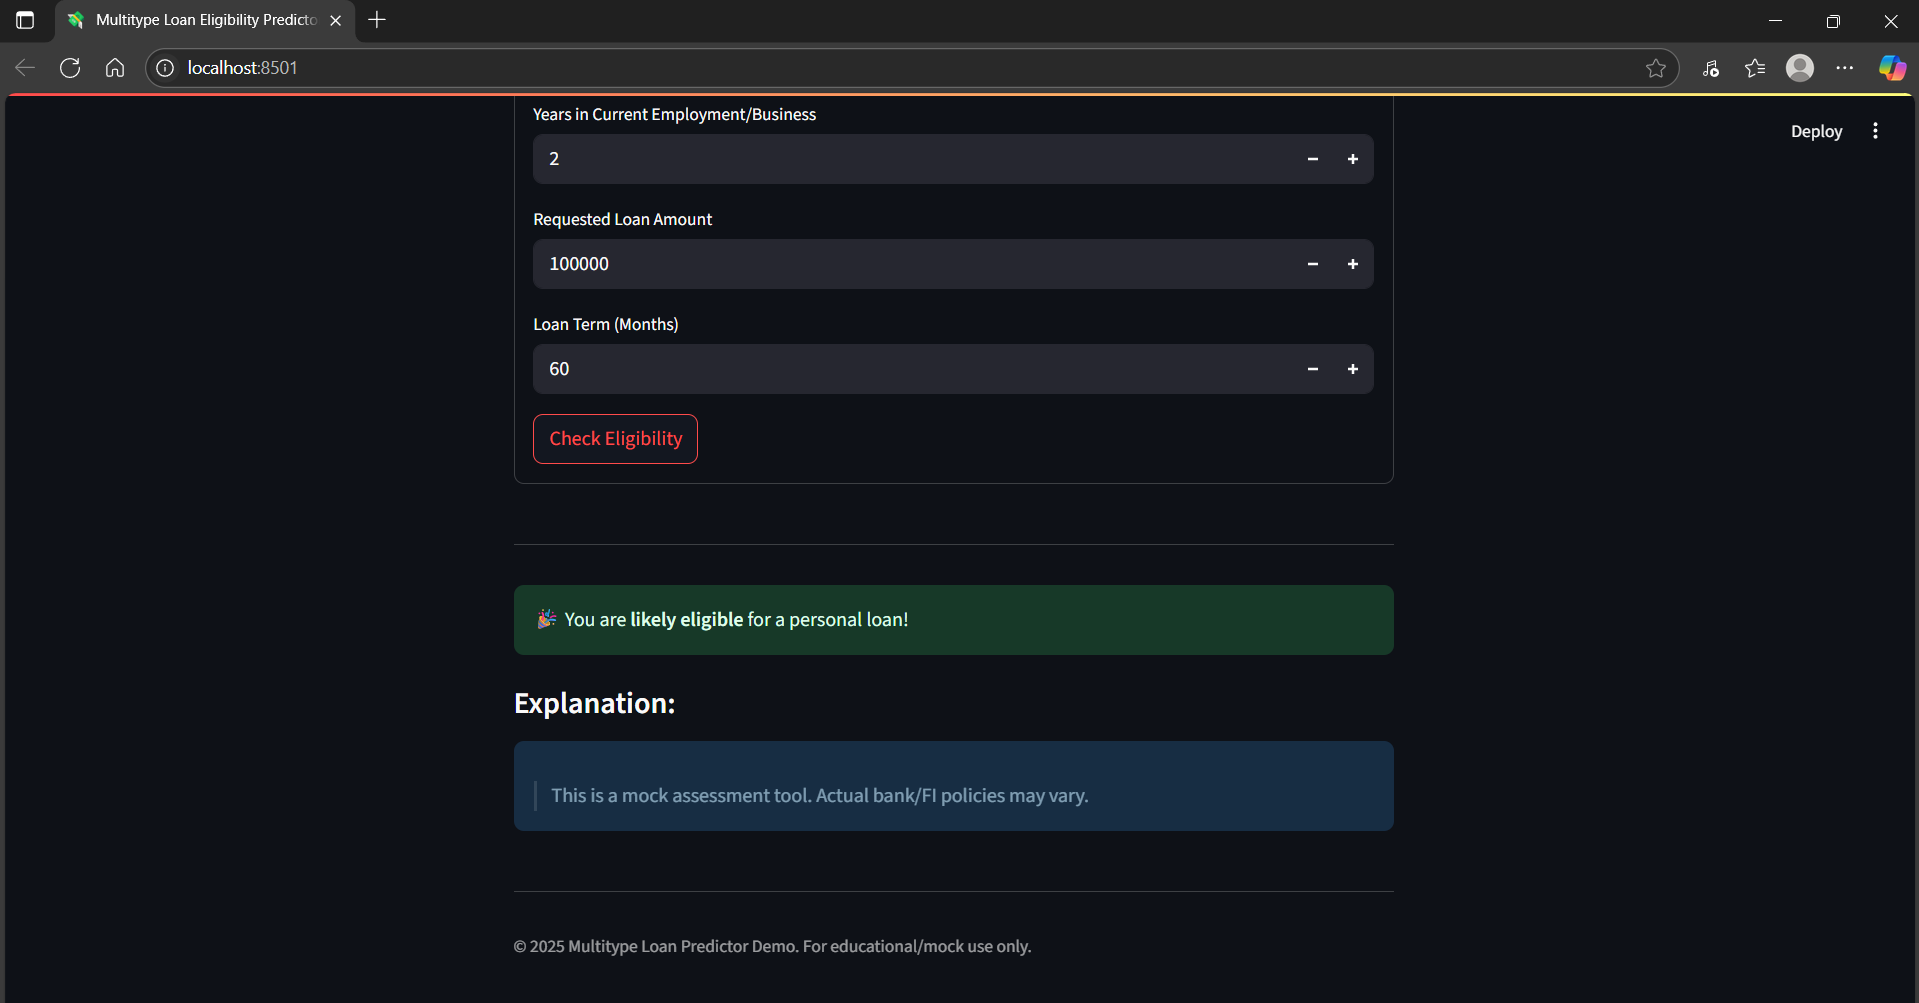 Multitype Loan Eligibility Predicto
localhost:8501
Deploy
Years in Current Employment/Business
2
Requested Loan Amount
100000
Loan Term (Months)
60
Check Eligibility
🎉 You are likely eligible for a personal loan!
Explanation:
This is a mock assessment tool. Actual bank/FI policies may vary.
© 2025 Multitype Loan Predictor Demo. For educational/mock use only.